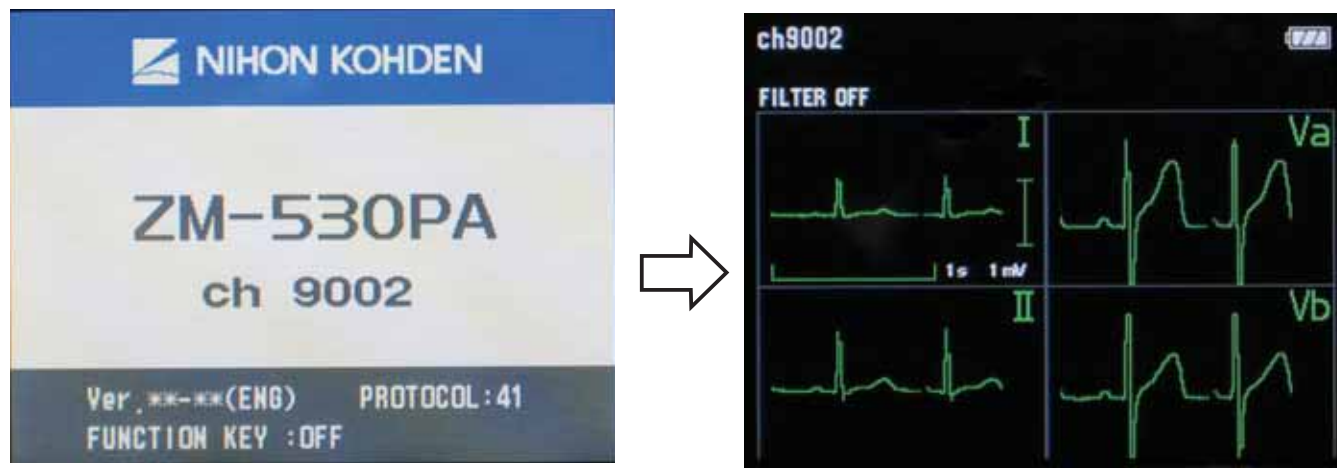 NIHON KOHDEN
ZM-530PA
ch 9002
Ver.**-**(ENG) PROTOCOL:41
FUNCTION KEY :OFF
ch9002
FILTER OFF
I
Va
1s 1mV
II
Vb